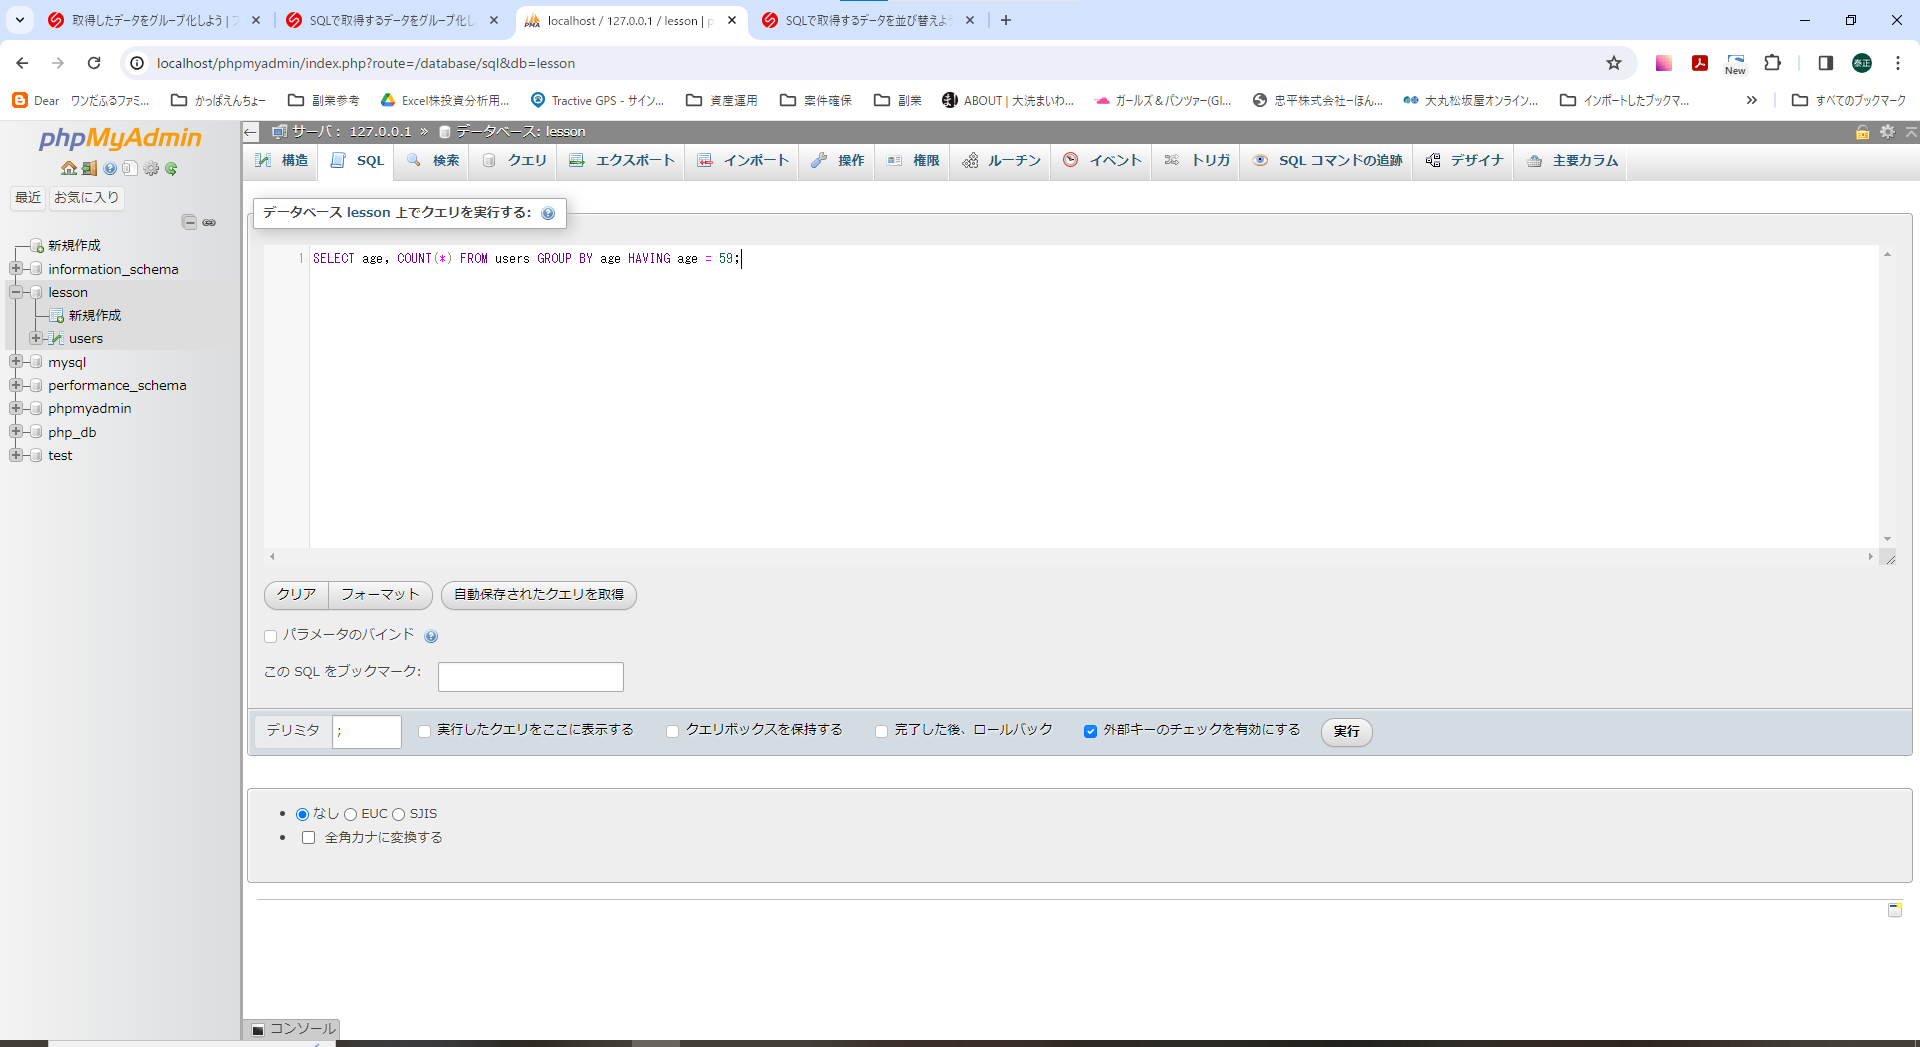 取得したデータをグループ化しよう | フ
SQLで取得するデータをグループ化し
localhost / 127.0.0.1 / lesson | p
SQLで取得するデータを並び替えよう
localhost/phpmyadmin/index.php?route=/database/sql&db=lesson
New
泰正
Dear ワンだふるファミ...
かっぱえんちょー
副業参考
Excel株投資分析用...
Tractive GPS - サイン...
資産運用
案件確保
副業
ABOUT | 大洗まいわ...
ガールズ＆パンツァー(GI...
忠平株式会社ーほん...
大丸松坂屋オンライン...
インポートしたブックマ...
»
すべてのブックマーク
phpMyAdmin
最近
お気に入り
新規作成
information_schema
lesson
新規作成
users
mysql
performance_schema
phpmyadmin
php_db
test
サーバ: 127.0.0.1 » データベース: lesson
構造
SQL
検索
クエリ
エクスポート
インポート
操作
権限
ルーチン
イベント
トリガ
SQL コマンドの追跡
デザイナ
主要カラム
データベース lesson 上でクエリを実行する:
1 SELECT age, COUNT(*) FROM users GROUP BY age HAVING age = 59;
クリア
フォーマット
自動保存されたクエリを取得
パラメータのバインド
この SQL をブックマーク:
デリミタ
;
実行したクエリをここに表示する
クエリボックスを保持する
完了した後、ロールバック
外部キーのチェックを有効にする
実行
なし EUC SJIS
全角カナに変換する
コンソール